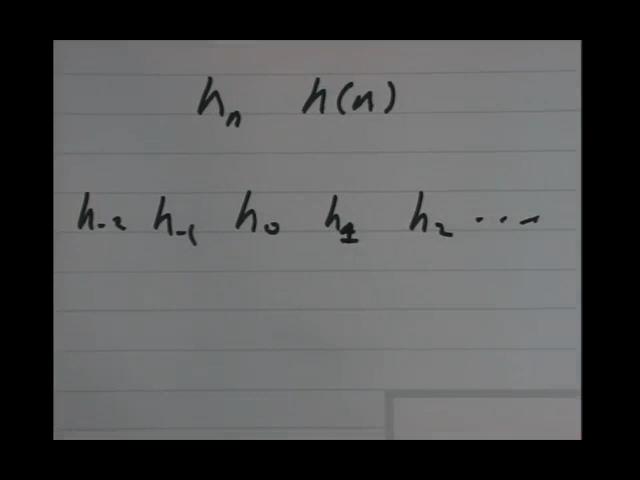 hₙ h(n)
h₋₂ h₋₁ h₀ h₁ h₂ ...